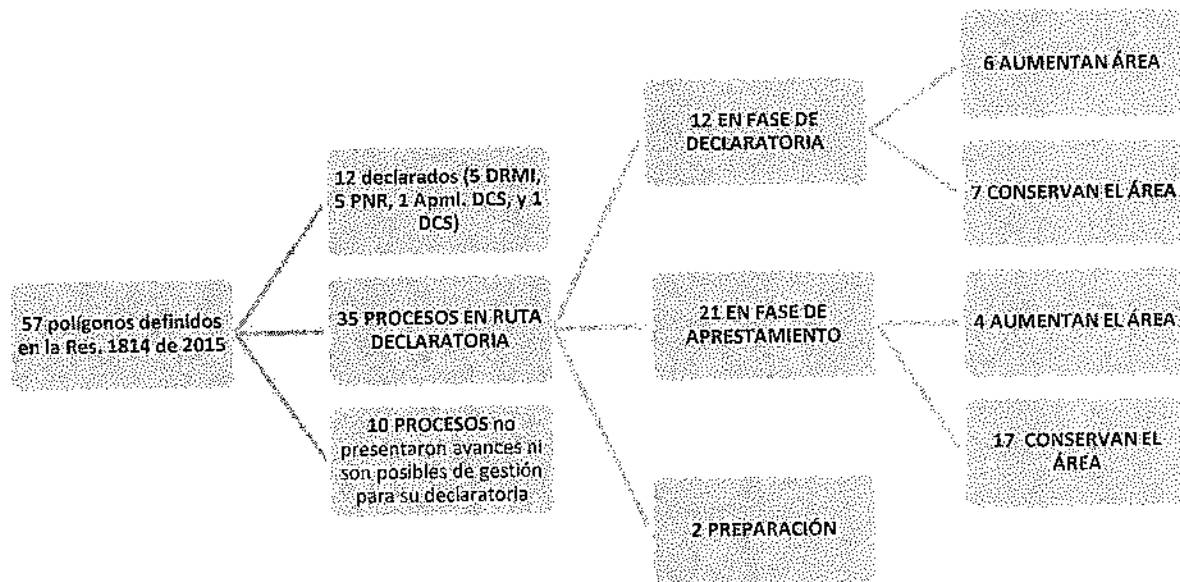 57 polígonos definidos
en la Res, 1814 de 2015
12 declarados (5 DRMI,
5 PNR, 1 Apml. DCS, y 1
DCS)
35 PROCESOS EN RUTA
DECLARATORIA
10 PROCESOS no
presentaron avances ni
son posibles de gestión
para su declaratoria
12 EN FASE DE
DECLARATORIA
21 EN FASE DE
APRESTAMIENTO
2 PREPARACIÓN
6 AUMENTAN ÁREA
7 CONSERVAN EL ÁREA
4 AUMENTAN EL ÁREA
17 CONSERVAN EL
ÁREA